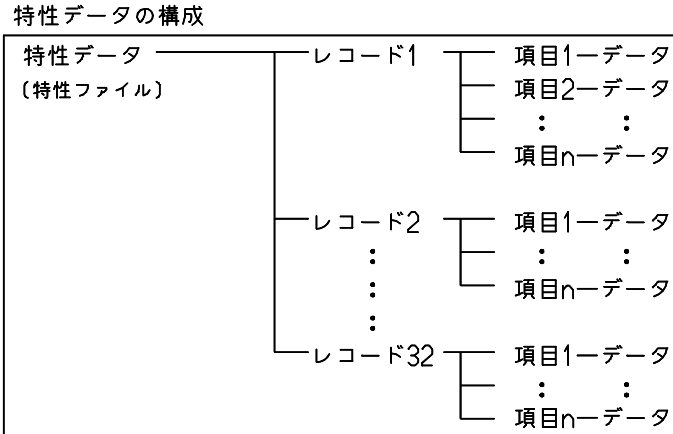 特性データの構成
特性データ レコード1 項目1ーデータ
(特性ファイル) 項目2ーデータ
： ：
項目nーデータ
レコード2 項目1ーデータ
： ： ：
： 項目nーデータ
：
レコード32 項目1ーデータ
： ：
項目nーデータ